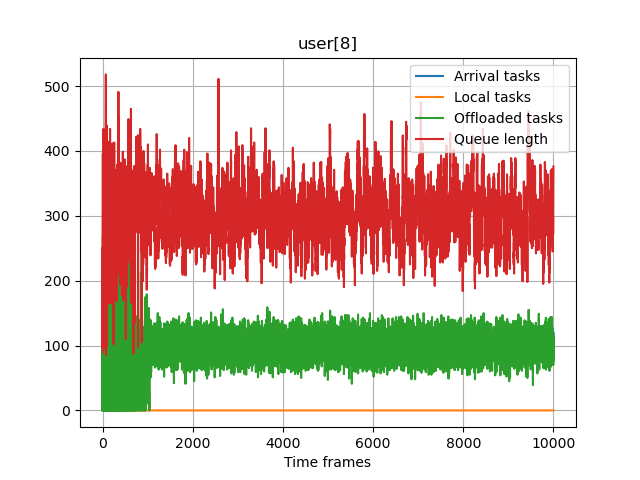 user[8]
Arrival tasks
Local tasks
Offloaded tasks
Queue length
500
400
300
200
100
0
0 2000 4000 6000 8000 10000
Time frames